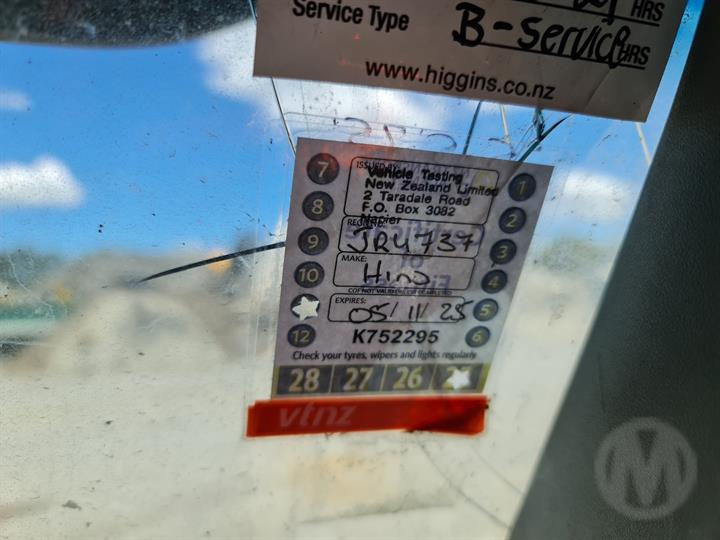 HRS
Service Type B-Service HRS
www.higgins.co.nz
7 ISSUED BY: 1
Vehicle Testing
New Zealand Limited
8 2 Taradale Road 2
P.O. Box 3082
Napier
9 JRU737 3
MAKE:
10 Hino 4
EXPIRES:
05/11/25 5
12 K752295 6
Check your tyres, wipers and lights regularly
28 27 26
vtnz
M